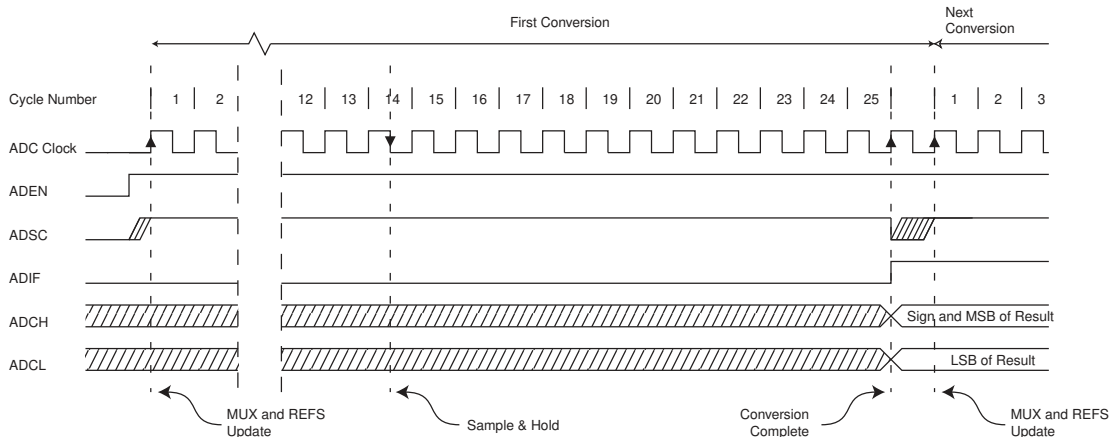 First Conversion
Next
Conversion
Cycle Number 1 2 12 13 14 15 16 17 18 19 20 21 22 23 24 25 1 2 3
ADC Clock
ADEN
ADSC
ADIF
ADCH Sign and MSB of Result
ADCL LSB of Result
MUX and REFS
Update
Sample & Hold
Conversion
Complete
MUX and REFS
Update